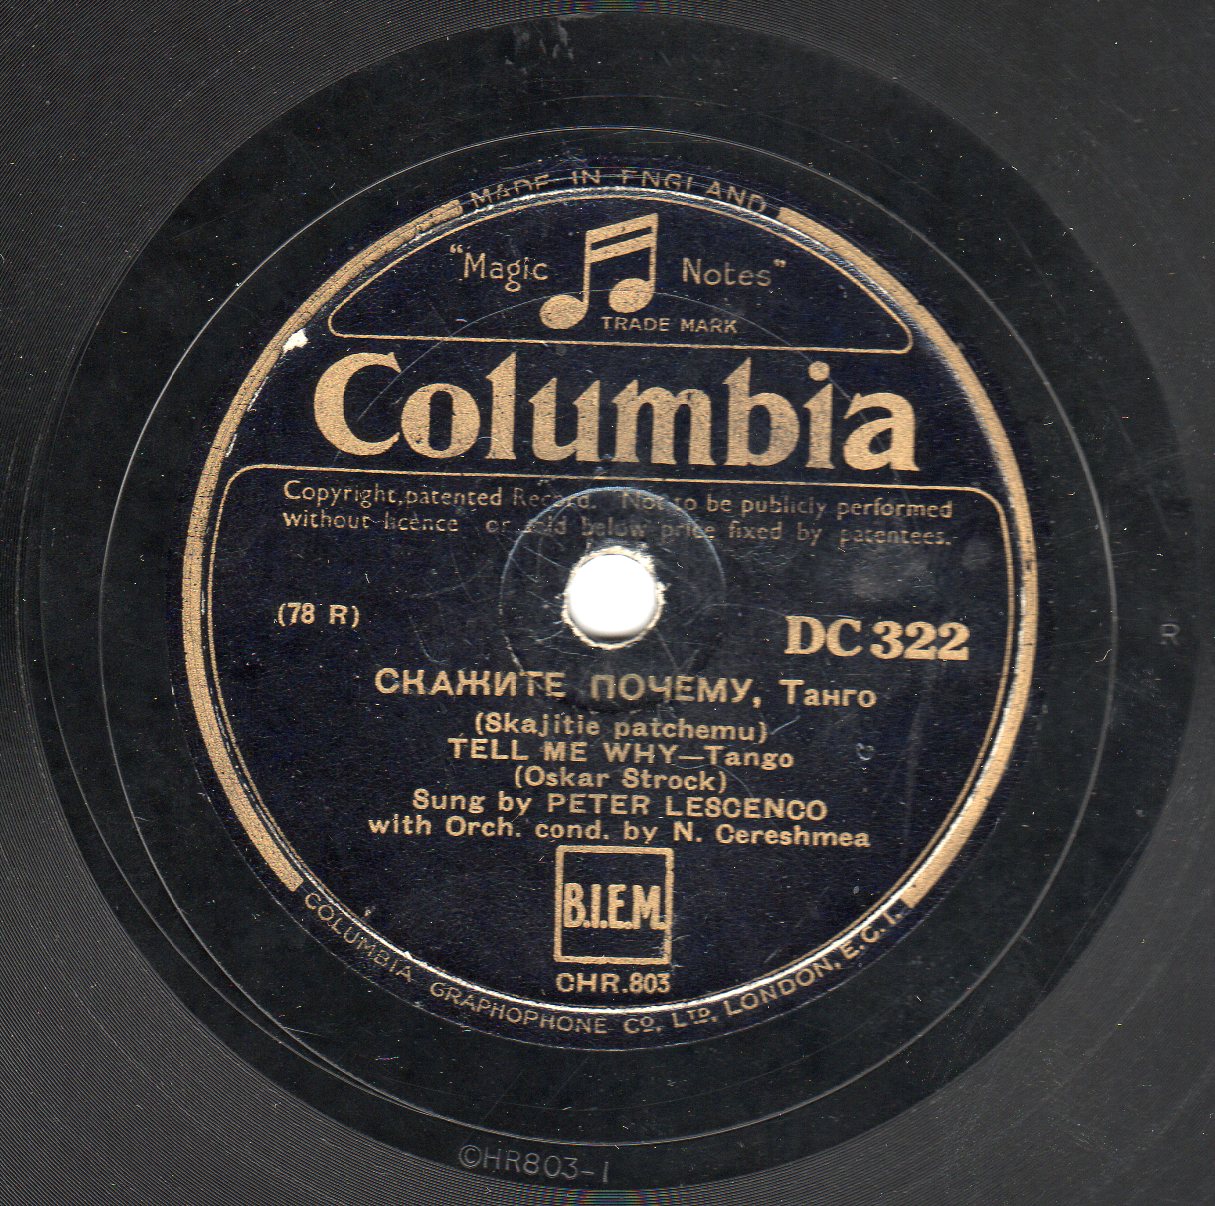 MADE IN ENGLAND
"Magic Notes"
TRADE MARK
Columbia
Copyright, patented Record. Not to be publicly performed
without licence or sold below price fixed by patentees.
(78 R)
DC 322
СКАЖИТЕ ПОЧЕМУ, Танго
(Skajitie patchemu)
TELL ME WHY—Tango
(Oskar Strock)
Sung by PETER LESCENCO
with Orch. cond. by N. Cereshmea
B.I.E.M.
CHR.803
COLUMBIA GRAPHOPHONE CO. LTD. LONDON. E.C.1.
R
CHR803-1